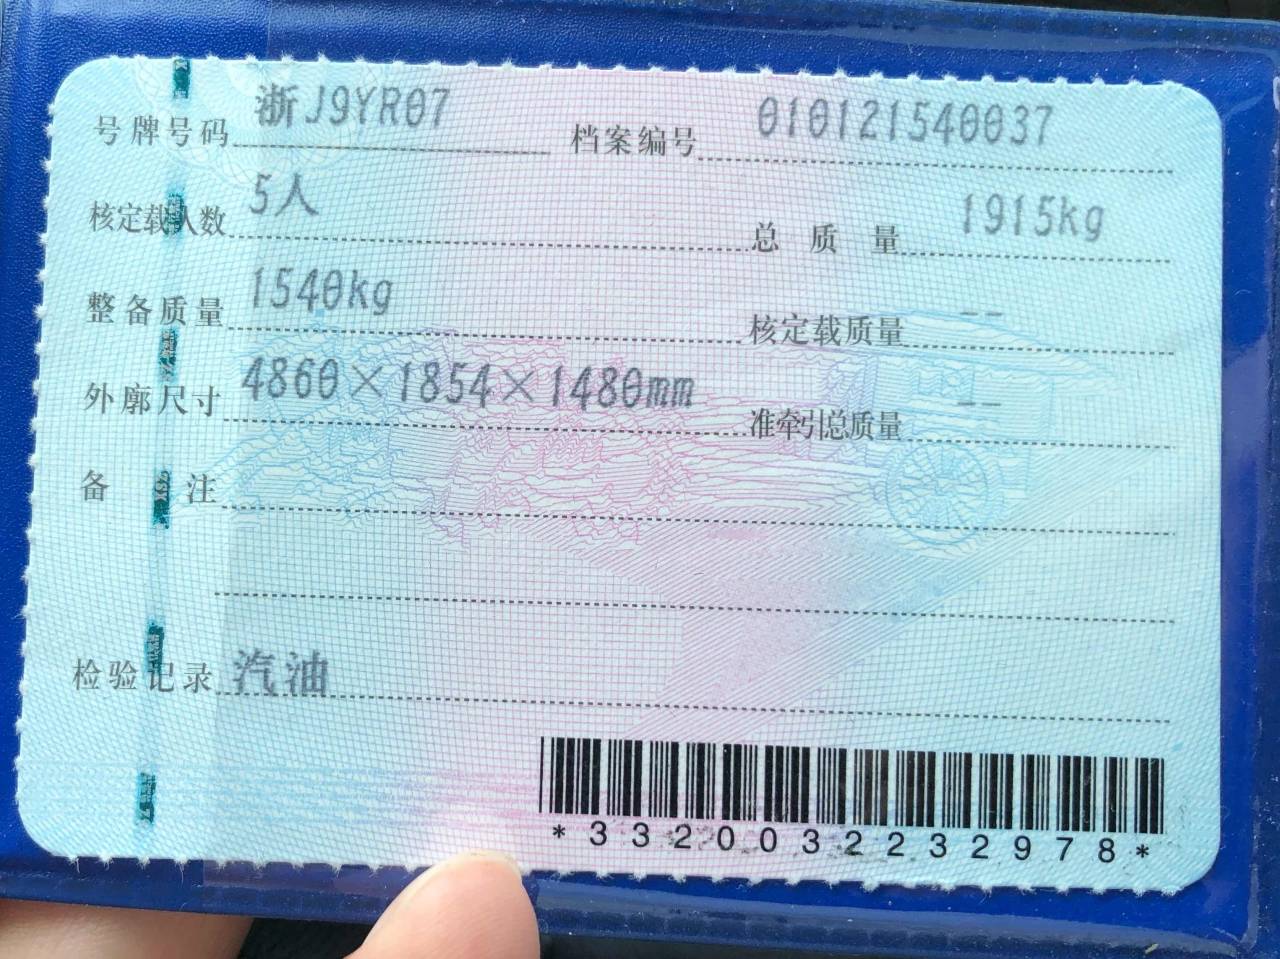 号牌号码 浙J9YR07 档案编号 010121540037
核定载人数 5人 总质量 1915kg
整备质量 1540kg 核定载质量 --
外廓尺寸 4860×1854×1480mm 准牵引总质量 --
备注
检验记录 汽油
*3320032232978*